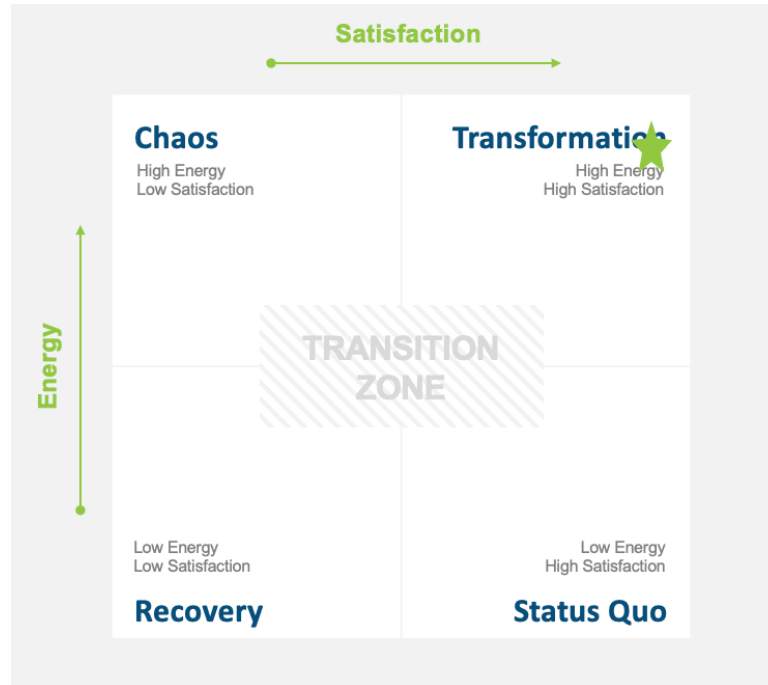 Satisfaction
Chaos
High Energy
Low Satisfaction
Transformation
High Energy
High Satisfaction
Energy
TRANSITION
ZONE
Low Energy
Low Satisfaction
Recovery
Low Energy
High Satisfaction
Status Quo